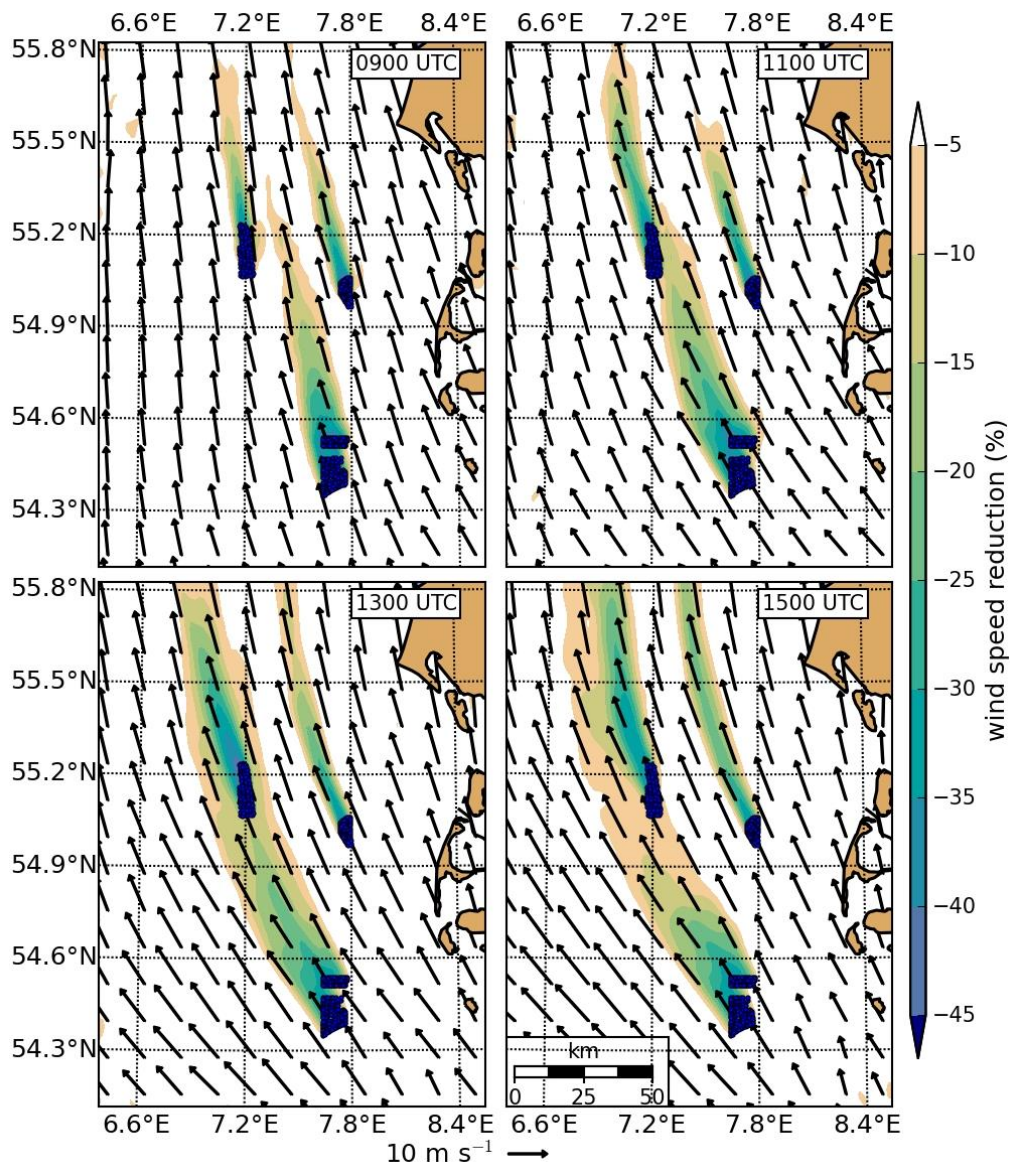 6.6°E 7.2°E 7.8°E 8.4°E 6.6°E 7.2°E 7.8°E 8.4°E
55.8°N
0900 UTC 1100 UTC
55.5°N
55.2°N
54.9°N
54.6°N
54.3°N
55.8°N
1300 UTC 1500 UTC
55.5°N
55.2°N
54.9°N
54.6°N
54.3°N
km
0 25 50
6.6°E 7.2°E 7.8°E 8.4°E 6.6°E 7.2°E 7.8°E 8.4°E
10 m s⁻¹
−5
−10
−15
−20
−25
−30
−35
−40
−45
wind speed reduction (%)